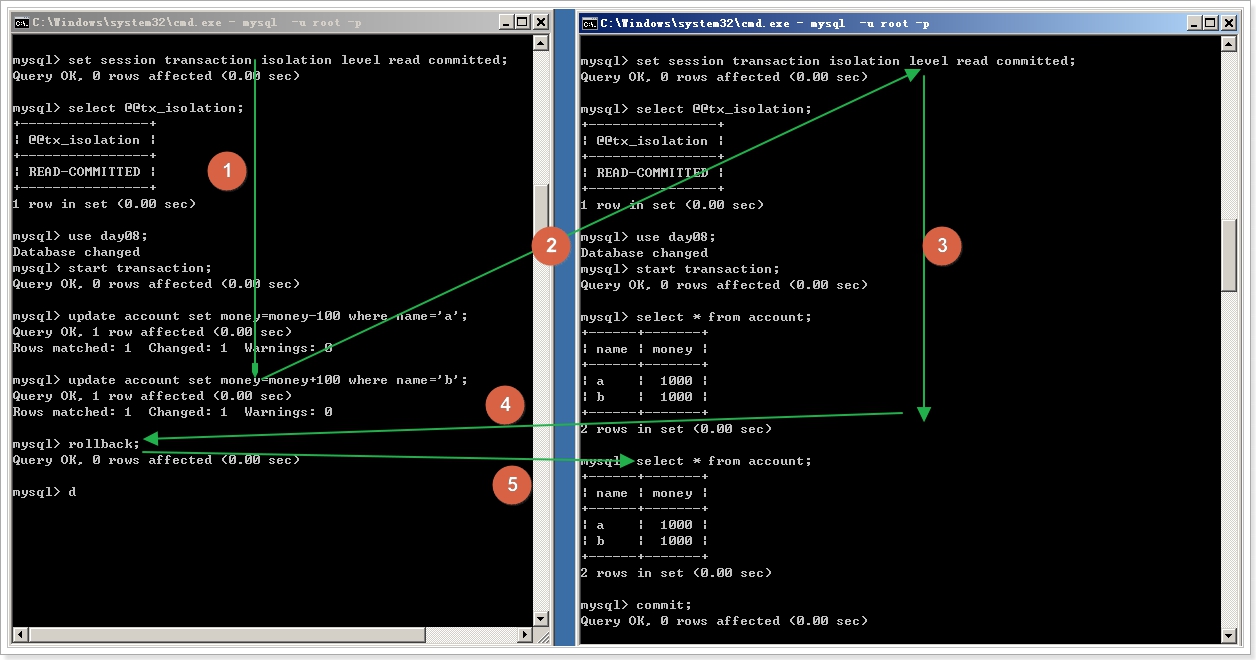 C:\Windows\system32\cmd.exe - mysql -u root -p
mysql> set session transaction isolation level read committed;
Query OK, 0 rows affected (0.00 sec)
mysql> select @@tx_isolation;
+----------------+
| @@tx_isolation |
+----------------+
| READ-COMMITTED |
+----------------+
1 row in set (0.00 sec)
mysql> use day08;
Database changed
mysql> start transaction;
Query OK, 0 rows affected (0.00 sec)
mysql> update account set money=money-100 where name='a';
Query OK, 1 row affected (0.00 sec)
Rows matched: 1  Changed: 1  Warnings: 0
mysql> update account set money=money+100 where name='b';
Query OK, 1 row affected (0.00 sec)
Rows matched: 1  Changed: 1  Warnings: 0
mysql> rollback;
Query OK, 0 rows affected (0.00 sec)
mysql> d
1
2
4
5
C:\Windows\system32\cmd.exe - mysql -u root -p
mysql> set session transaction isolation level read committed;
Query OK, 0 rows affected (0.00 sec)
mysql> select @@tx_isolation;
+----------------+
| @@tx_isolation |
+----------------+
| READ-COMMITTED |
+----------------+
1 row in set (0.00 sec)
mysql> use day08;
Database changed
mysql> start transaction;
Query OK, 0 rows affected (0.00 sec)
mysql> select * from account;
+------+-------+
| name | money |
+------+-------+
| a    |  1000 |
| b    |  1000 |
+------+-------+
2 rows in set (0.00 sec)
mysql> select * from account;
+------+-------+
| name | money |
+------+-------+
| a    |  1000 |
| b    |  1000 |
+------+-------+
2 rows in set (0.00 sec)
mysql> commit;
Query OK, 0 rows affected (0.00 sec)
3